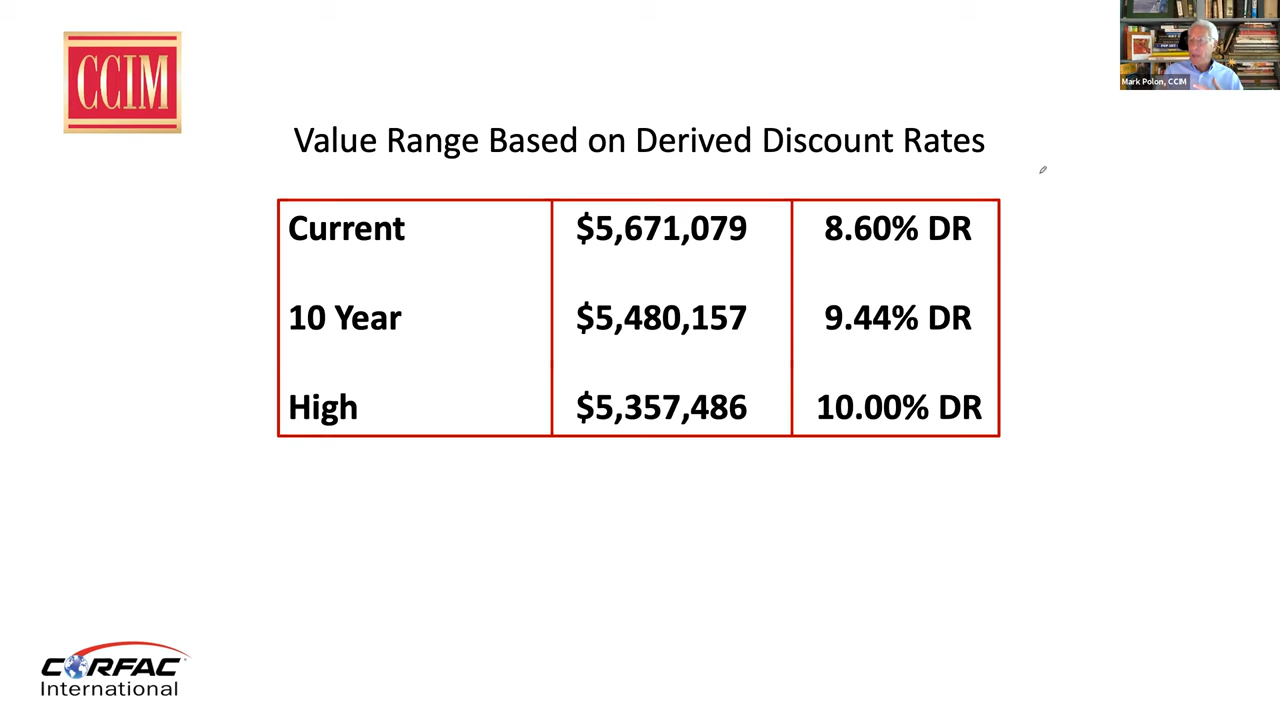 CCIM
Mark Polon, CCIM
Value Range Based on Derived Discount Rates
Current $5,671,079 8.60% DR
10 Year $5,480,157 9.44% DR
High $5,357,486 10.00% DR
CORFAC
International